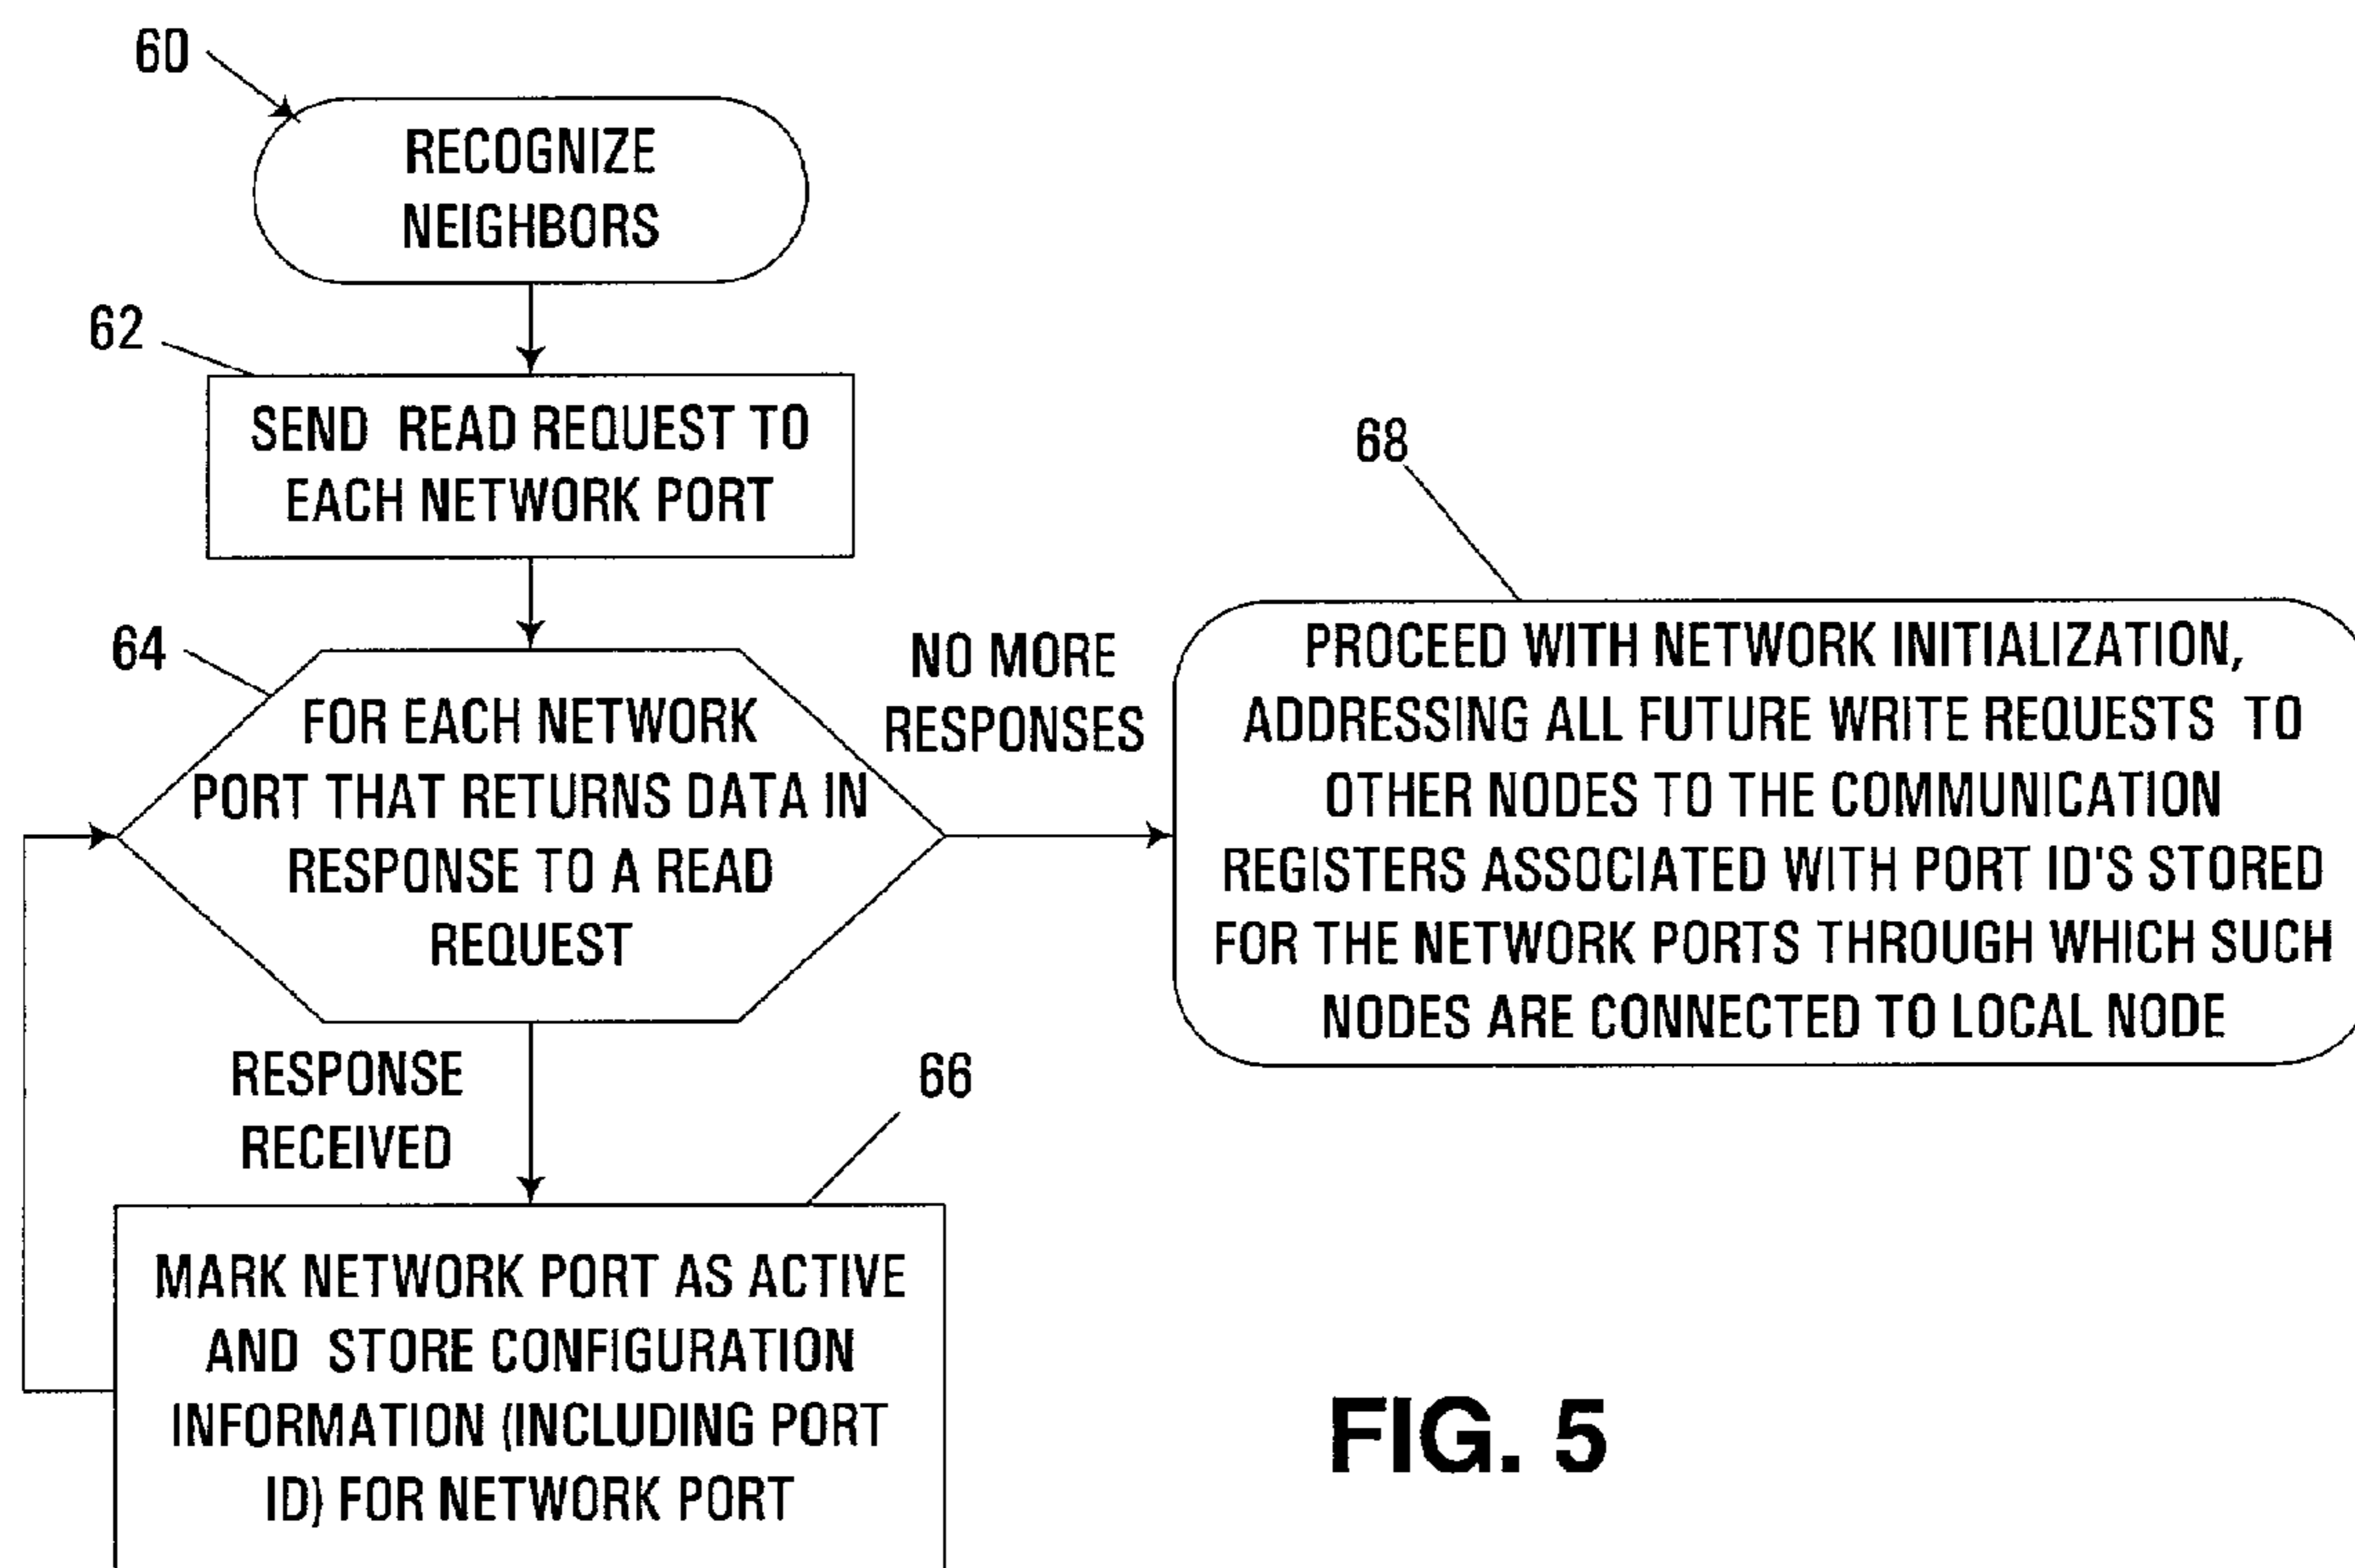 60
RECOGNIZE
NEIGHBORS
62
SEND READ REQUEST TO
EACH NETWORK PORT
64
FOR EACH NETWORK
PORT THAT RETURNS DATA IN
RESPONSE TO A READ
REQUEST
NO MORE
RESPONSES
68
PROCEED WITH NETWORK INITIALIZATION,
ADDRESSING ALL FUTURE WRITE REQUESTS TO
OTHER NODES TO THE COMMUNICATION
REGISTERS ASSOCIATED WITH PORT ID'S STORED
FOR THE NETWORK PORTS THROUGH WHICH SUCH
NODES ARE CONNECTED TO LOCAL NODE
RESPONSE
RECEIVED
66
MARK NETWORK PORT AS ACTIVE
AND STORE CONFIGURATION
INFORMATION (INCLUDING PORT
ID) FOR NETWORK PORT
FIG. 5